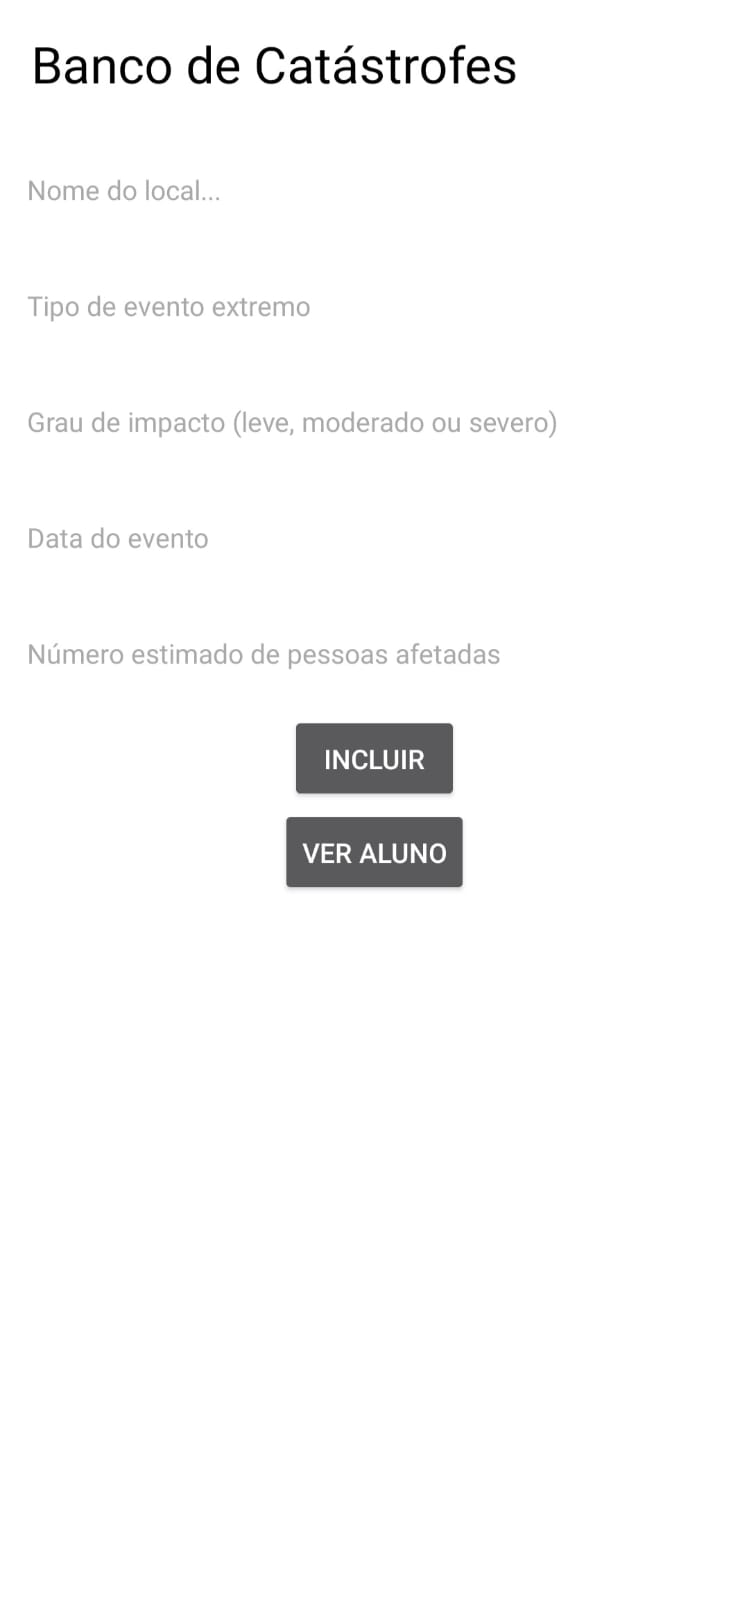 Banco de Catástrofes
Nome do local...
Tipo de evento extremo
Grau de impacto (leve, moderado ou severo)
Data do evento
Número estimado de pessoas afetadas
INCLUIR
VER ALUNO